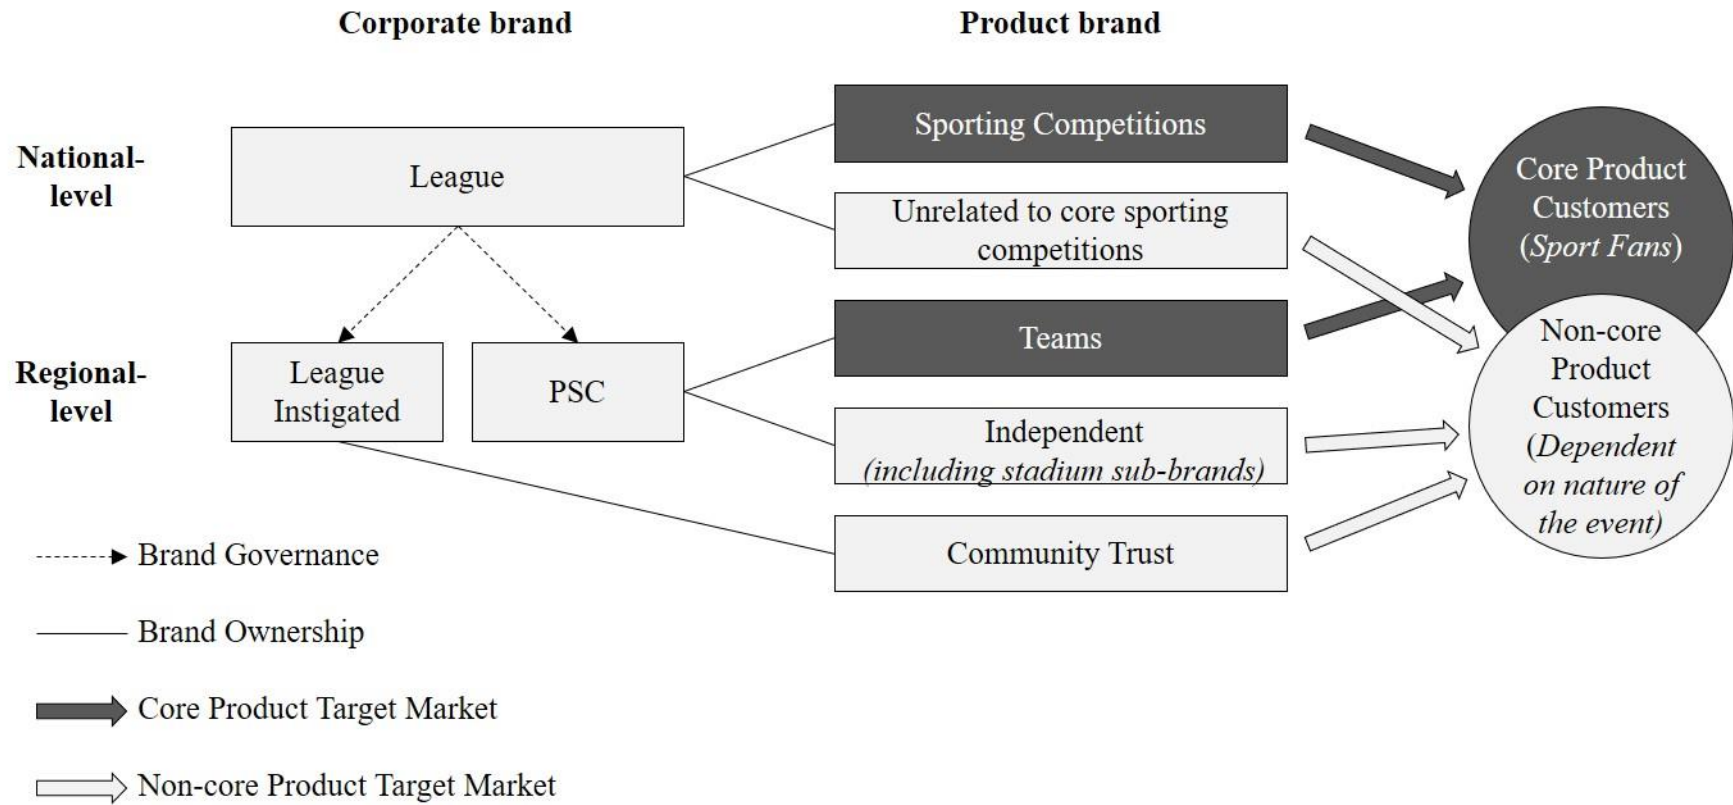 Corporate brand
Product brand
National-
level
League
Sporting Competitions
Unrelated to core sporting
competitions
Core Product
Customers
(Sport Fans)
Regional-
level
League
Instigated
PSC
Teams
Independent
(including stadium sub-brands)
Community Trust
Non-core
Product
Customers
(Dependent
on nature of
the event)
Brand Governance
Brand Ownership
Core Product Target Market
Non-core Product Target Market